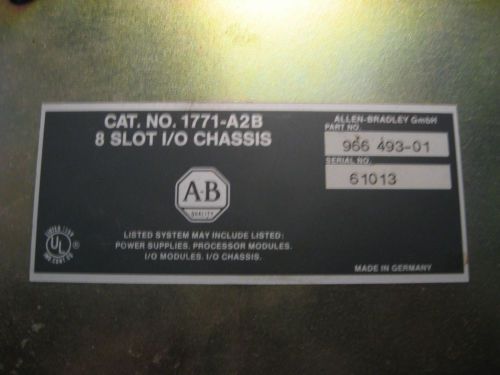 CAT. NO. 1771-A2B
8 SLOT I/O CHASSIS
A-B
QUALITY
LISTED SYSTEM MAY INCLUDE LISTED:
POWER SUPPLIES. PROCESSOR MODULES.
I/O MODULES. I/O CHASSIS.
UL
ALLEN-BRADLEY GmbH
PART NO.
966 493-01
SERIAL NO.
61013
MADE IN GERMANY